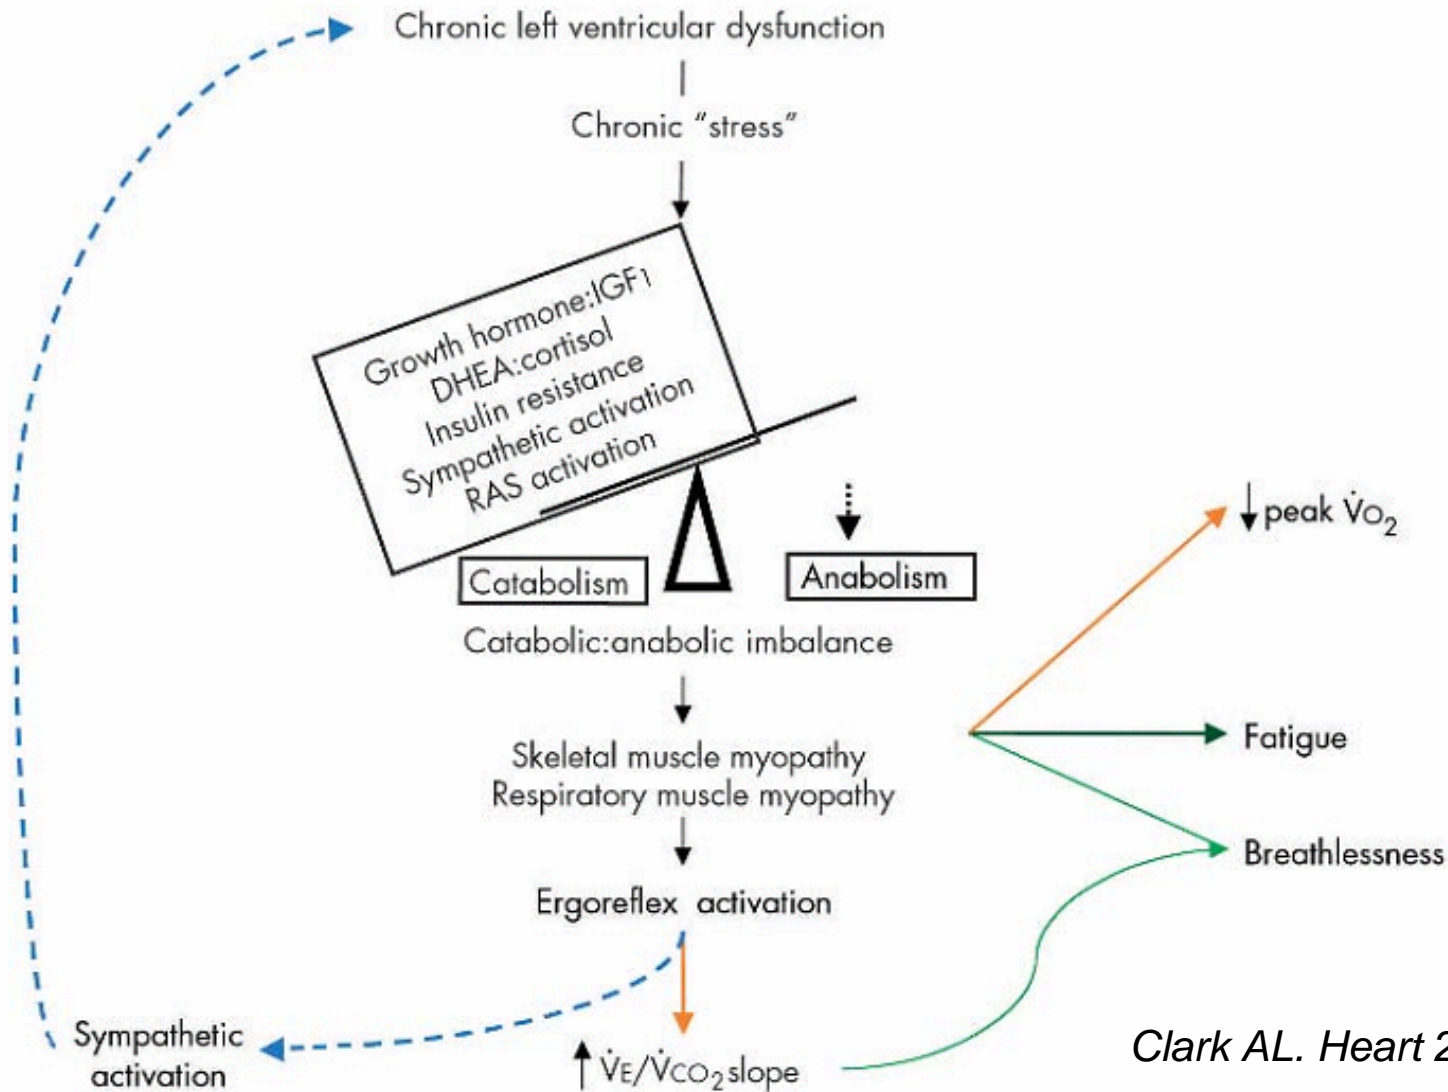 Chronic left ventricular dysfunction
Chronic "stress"
Growth hormone:IGF1
DHEA:cortisol
Insulin resistance
Sympathetic activation
RAS activation
Catabolism
Anabolism
Catabolic:anabolic imbalance
Skeletal muscle myopathy
Respiratory muscle myopathy
Ergoreflex activation
Sympathetic
activation
↑ V̇E/V̇CO₂ slope
↓ peak V̇O₂
Fatigue
Breathlessness
Clark AL. Heart 2